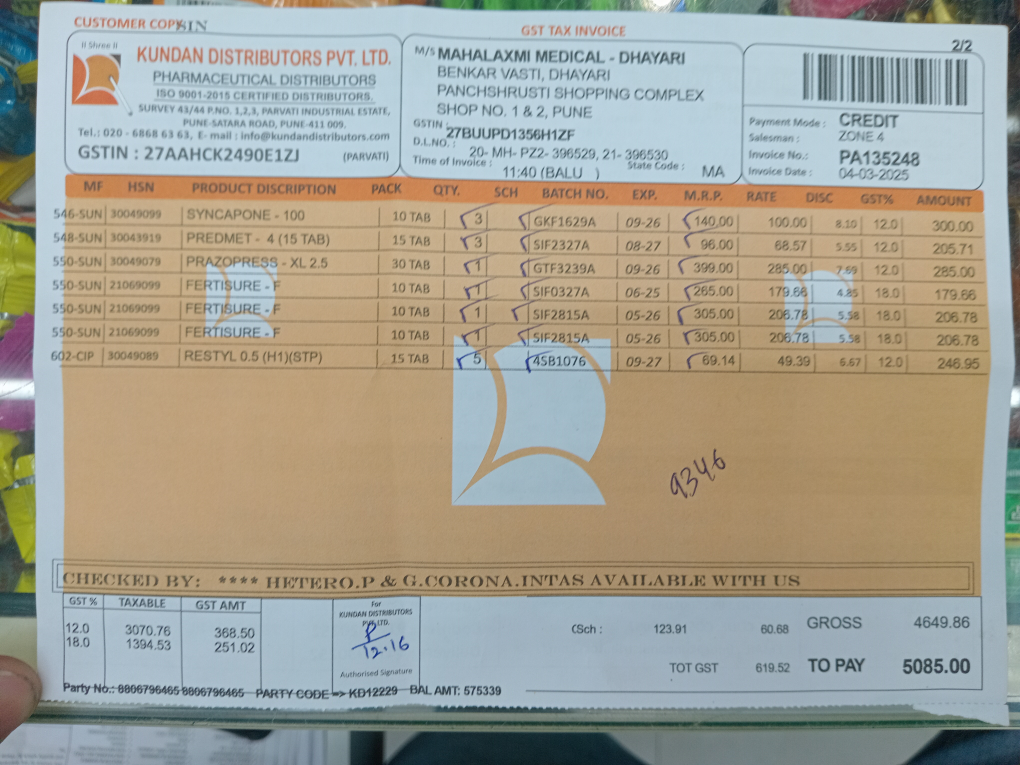 CUSTOMER COPY
GST TAX INVOICE
2/2
|| Shree ||
KUNDAN DISTRIBUTORS PVT. LTD.
PHARMACEUTICAL DISTRIBUTORS
ISO 9001-2015 CERTIFIED DISTRIBUTORS.
SURVEY 43/44 P.NO. 1,2,3, PARVATI INDUSTRIAL ESTATE,
PUNE-SATARA ROAD, PUNE-411 009.
Tel.: 020 - 6868 63 63, E- mail : info@kundandistributors.com
GSTIN : 27AAHCK2490E1ZJ (PARVATI)
M/S MAHALAXMI MEDICAL - DHAYARI
BENKAR VASTI, DHAYARI
PANCHSHRUSTI SHOPPING COMPLEX
SHOP NO. 1 & 2, PUNE
GSTIN : 27BUUPD1356H1ZF
D.L.NO. : 20- MH- PZ2- 396529, 21- 396530
Time of Invoice : 11:40 (BALU ) State Code : MA
Payment Mode : CREDIT
Salesman : ZONE 4
Invoice No.: PA135248
Invoice Date : 04-03-2025
MF HSN PRODUCT DISCRIPTION PACK QTY. SCH BATCH NO. EXP. M.R.P. RATE DISC GST% AMOUNT
546-SUN 30049099 SYNCAPONE - 100 10 TAB 3 GKF1629A 09-26 140.00 100.00 8.10 12.0 300.00
548-SUN 30043919 PREDMET - 4 (15 TAB) 15 TAB 3 SIF2327A 08-27 96.00 68.57 5.55 12.0 205.71
550-SUN 30049079 PRAZOPRESS - XL 2.5 30 TAB 1 GTF3239A 09-26 399.00 285.00 7.69 12.0 285.00
550-SUN 21069099 FERTISURE - F 10 TAB 1 SIF0327A 06-25 265.00 179.66 4.85 18.0 179.66
550-SUN 21069099 FERTISURE - F 10 TAB 1 SIF2815A 05-26 305.00 206.78 5.58 18.0 206.78
550-SUN 21069099 FERTISURE - F 10 TAB 1 SIF2815A 05-26 305.00 206.78 5.58 18.0 206.78
602-CIP 30049089 RESTYL 0.5 (H1)(STP) 15 TAB 5 4SB1076 09-27 69.14 49.39 6.67 12.0 246.95
9346
CHECKED BY: **** HETERO.P & G.CORONA.INTAS AVAILABLE WITH US
GST % TAXABLE GST AMT
12.0 3070.76 368.50
18.0 1394.53 251.02
For
KUNDAN DISTRIBUTORS
PVT. LTD.
12.16
Authorised Signature
(Sch : 123.91 60.68 GROSS 4649.86
TOT GST 619.52 TO PAY 5085.00
Party No.: 8806796465 8806796465 PARTY CODE => KD12229 BAL AMT: 575339